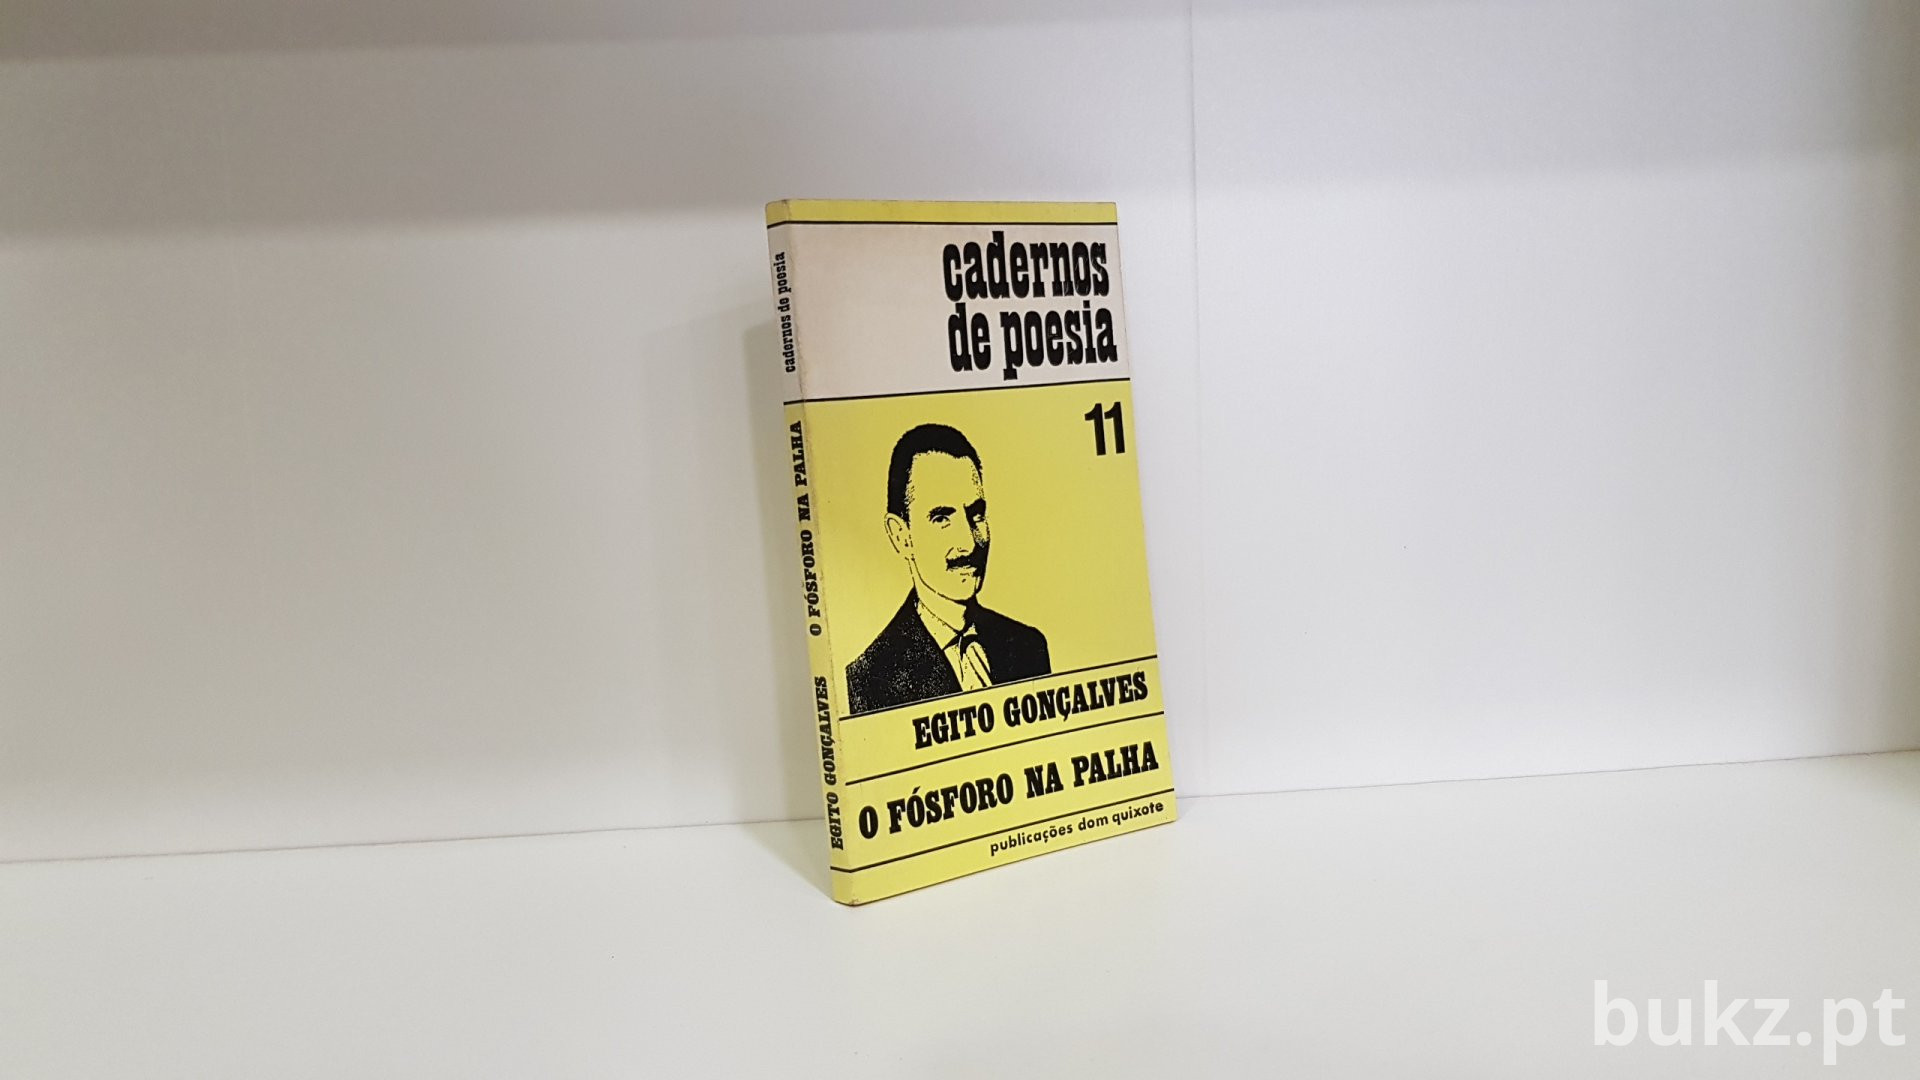 cadernos de poesia
O FÓSFORO NA PALHA
EGITO GONÇALVES
cadernos
de poesia
11
EGITO GONÇALVES
O FÓSFORO NA PALHA
publicações dom quixote
bukz.pt